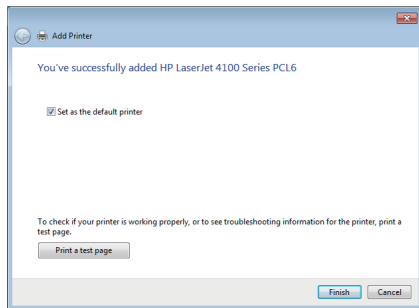 Add Printer
You've successfully added HP LaserJet 4100 Series PCL6
Set as the default printer
To check if your printer is working properly, or to see troubleshooting information for the printer, print a
test page.
Print a test page
Finish Cancel